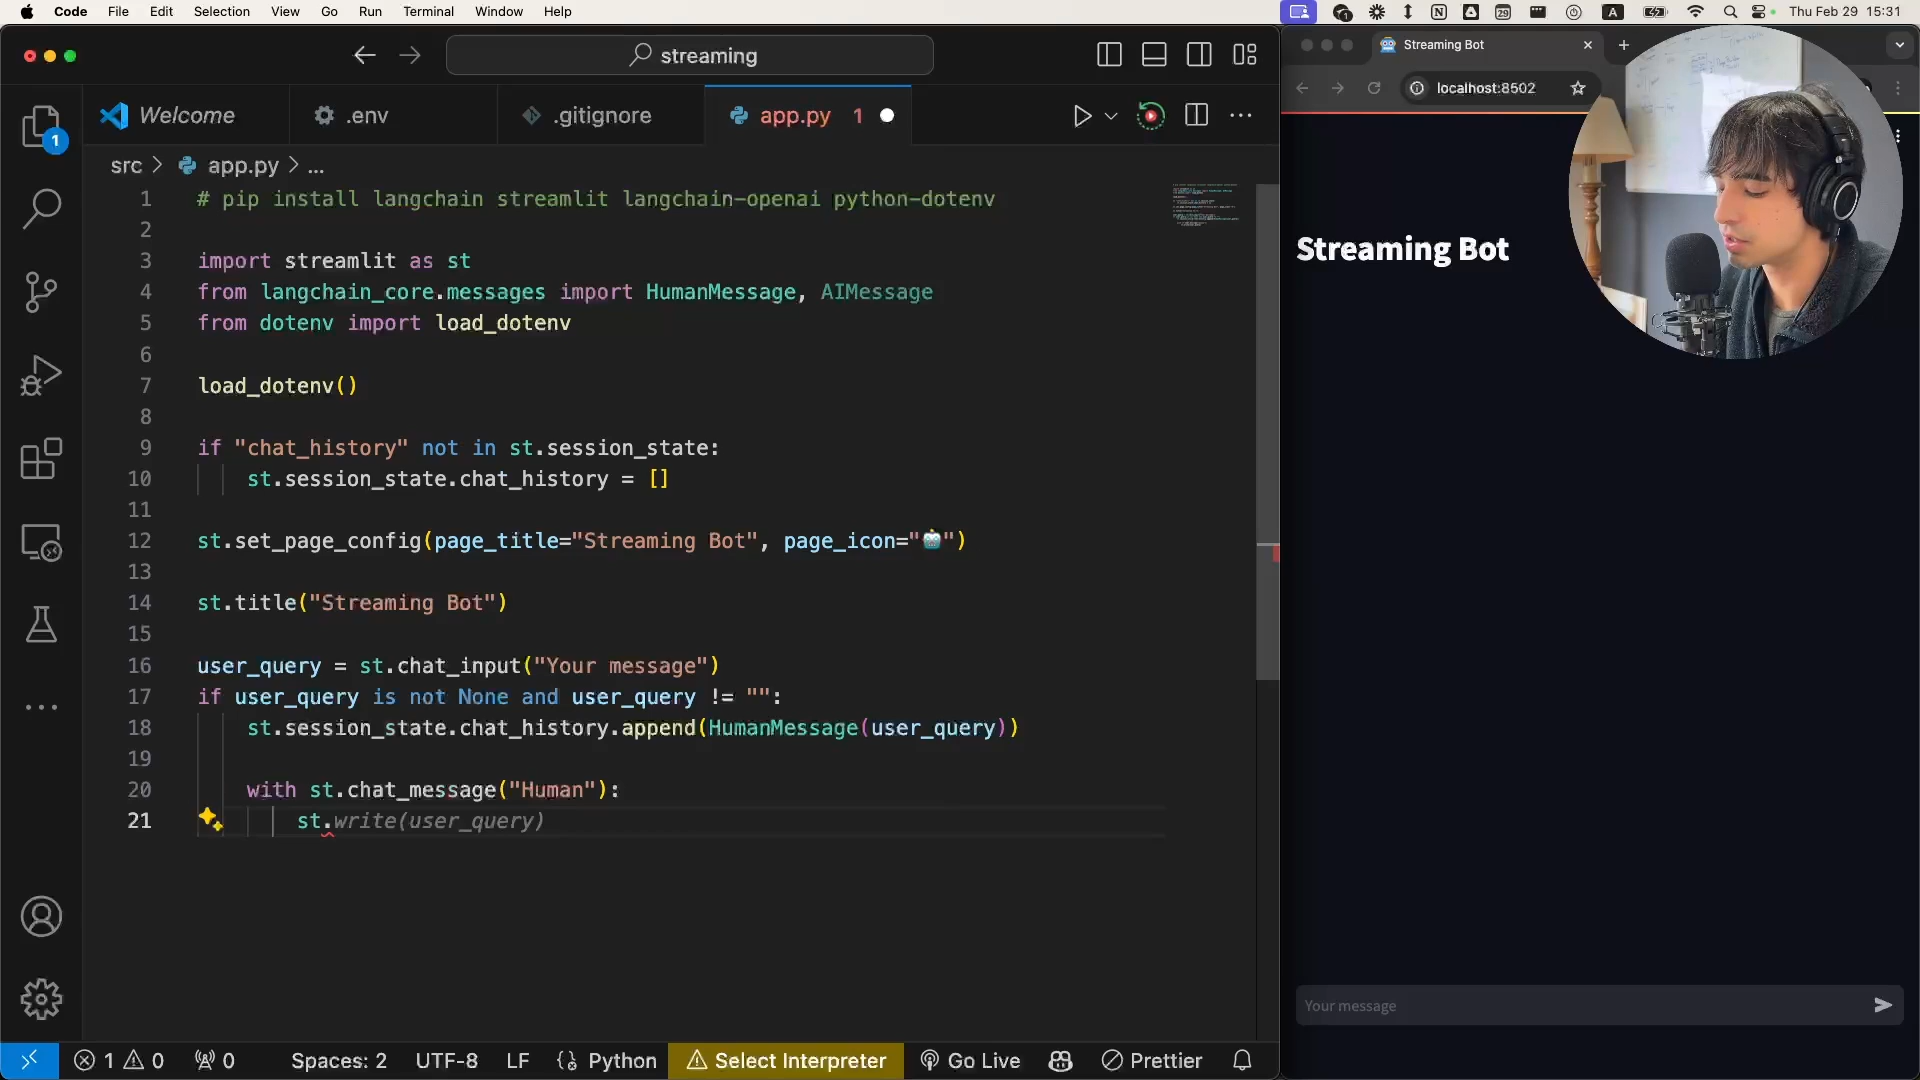 Code File Edit Selection View Go Run Terminal Window Help
29 A Thu Feb 29 15:31
streaming
Streaming Bot
localhost:8502
Welcome .env .gitignore app.py 1
src > app.py > ...
1 # pip install langchain streamlit langchain-openai python-dotenv
2
3 import streamlit as st
4 from langchain_core.messages import HumanMessage, AIMessage
5 from dotenv import load_dotenv
6
7 load_dotenv()
8
9 if "chat_history" not in st.session_state:
10 st.session_state.chat_history = []
11
12 st.set_page_config(page_title="Streaming Bot", page_icon="🤖")
13
14 st.title("Streaming Bot")
15
16 user_query = st.chat_input("Your message")
17 if user_query is not None and user_query != "":
18 st.session_state.chat_history.append(HumanMessage(user_query))
19
20 with st.chat_message("Human"):
21 st.write(user_query)
1
Streaming Bot
Your message
1 0 0 Spaces: 2 UTF-8 LF {} Python Select Interpreter Go Live Prettier